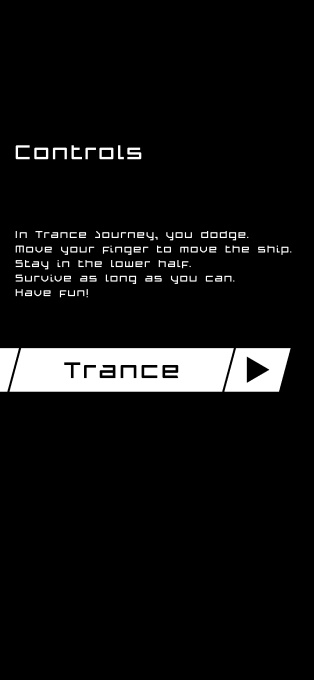 Controls
In Trance Journey, you dodge.
Move your finger to move the ship.
Stay in the lower half.
Survive as long as you can.
Have fun!
Trance